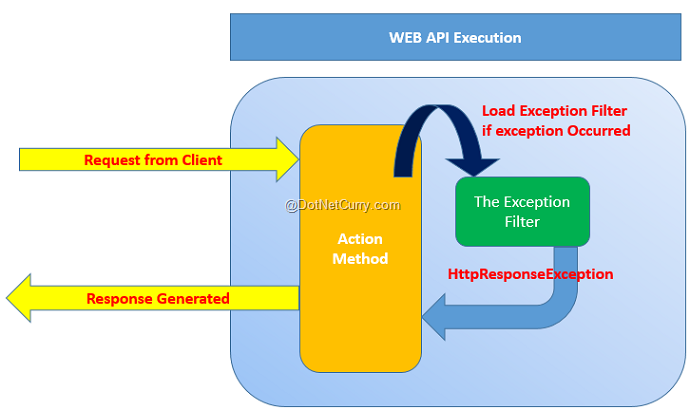 WEB API Execution
Load Exception Filter
if exception Occurred
Request from Client
The Exception
Filter
@DotNetCurry.com
Action
Method
HttpResponseException
Response Generated